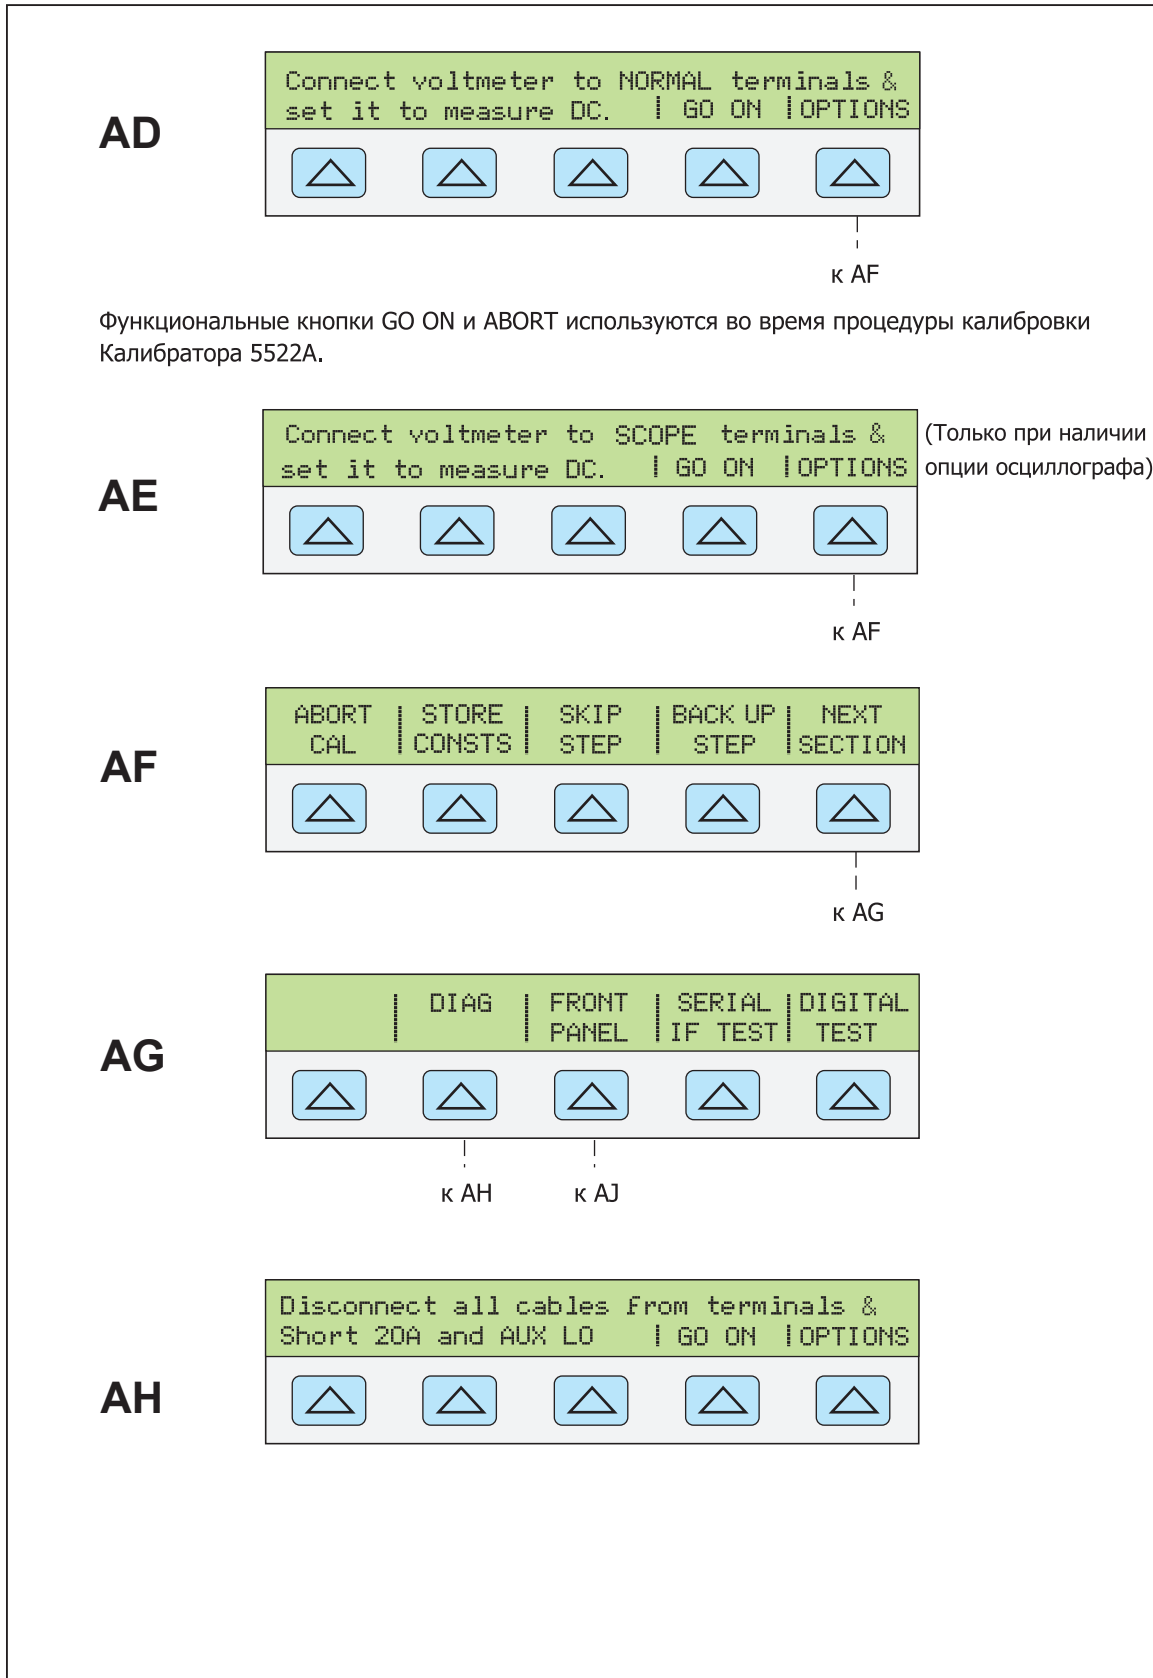 AD
Connect voltmeter to NORMAL terminals &
set it to measure DC. | GO ON | OPTIONS
к AF
Функциональные кнопки GO ON и ABORT используются во время процедуры калибровки
Калибратора 5522A.
AE
Connect voltmeter to SCOPE terminals &
set it to measure DC. | GO ON | OPTIONS
(Только при наличии
опции осциллографа)
к AF
AF
ABORT | STORE | SKIP | BACK UP | NEXT
CAL | CONSTS | STEP | STEP | SECTION
к AG
AG
| DIAG | FRONT | SERIAL | DIGITAL
| | PANEL | IF TEST | TEST
к AH к AJ
AH
Disconnect all cables from terminals &
Short 20A and AUX LO | GO ON | OPTIONS